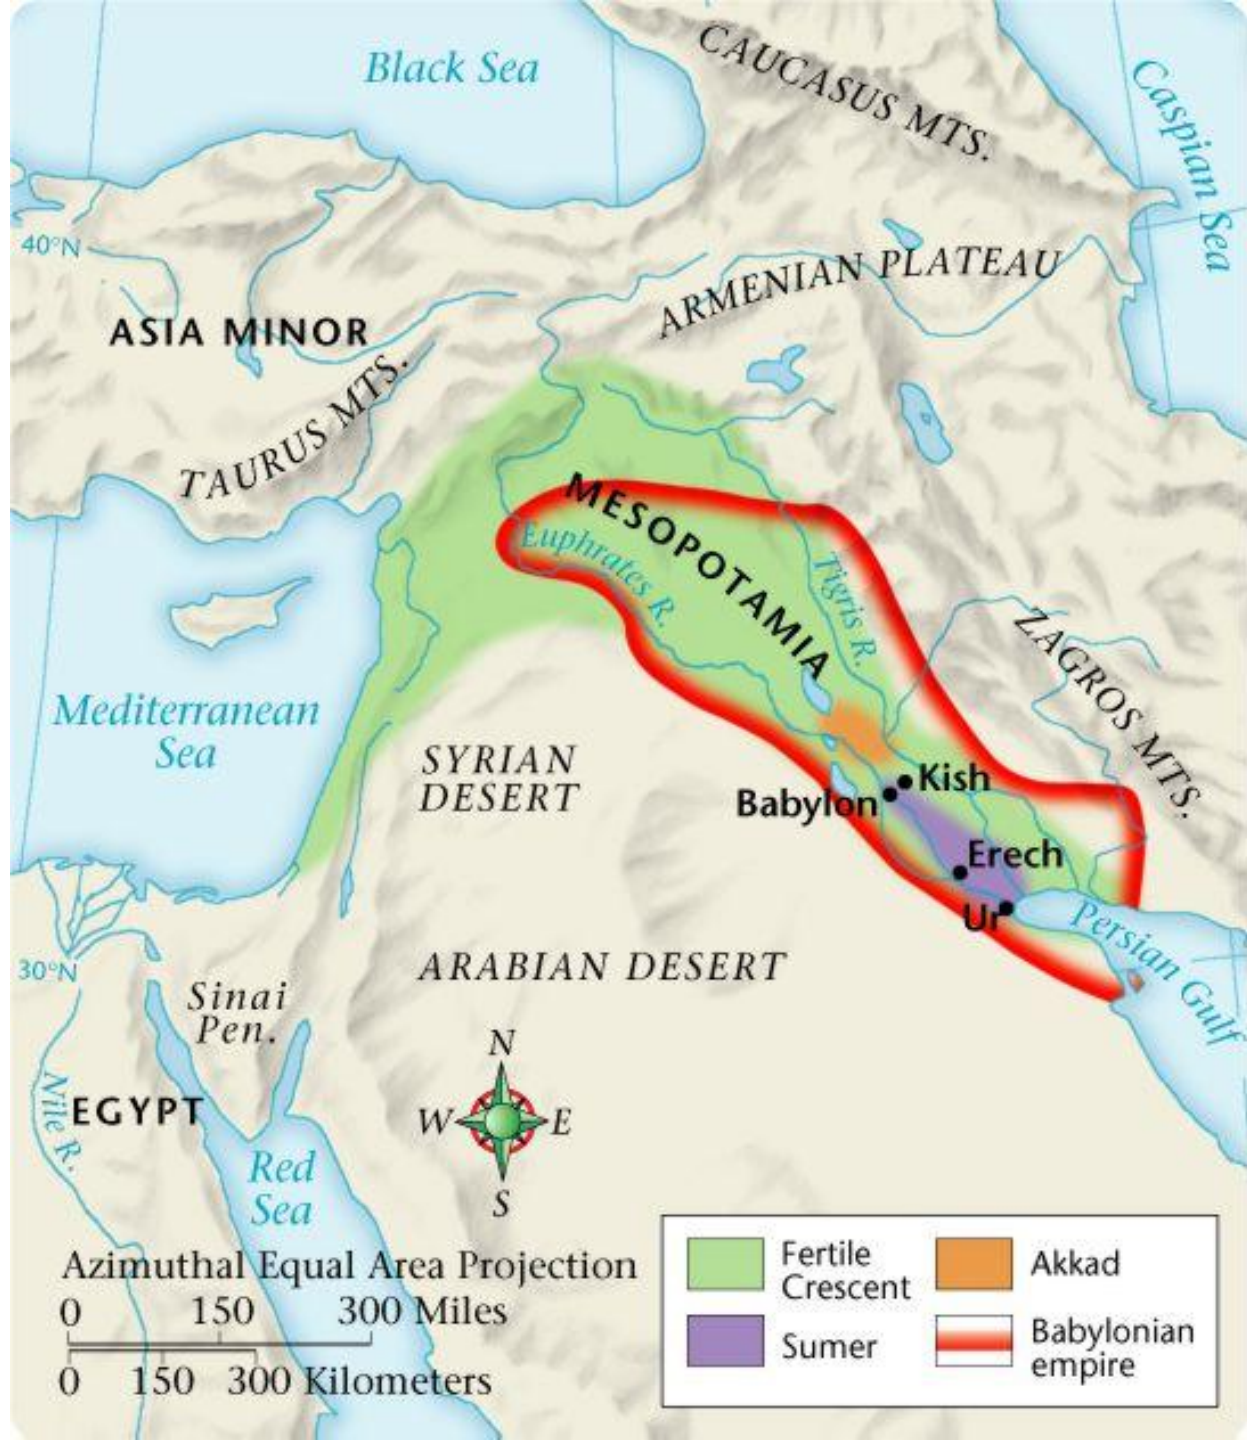 Black Sea
CAUCASUS MTS.
Caspian Sea
40°N
ARMENIAN PLATEAU
ASIA MINOR
TAURUS MTS.
MESOPOTAMIA
Euphrates R.
Tigris R.
ZAGROS MTS.
Mediterranean
Sea
SYRIAN
DESERT
Kish
Babylon
Erech
Ur
Persian Gulf
30°N
ARABIAN DESERT
Sinai
Pen.
N
W
E
S
Nile R.
EGYPT
Red
Sea
Azimuthal Equal Area Projection
0 150 300 Miles
0 150 300 Kilometers
Fertile
Crescent
Akkad
Sumer
Babylonian
empire